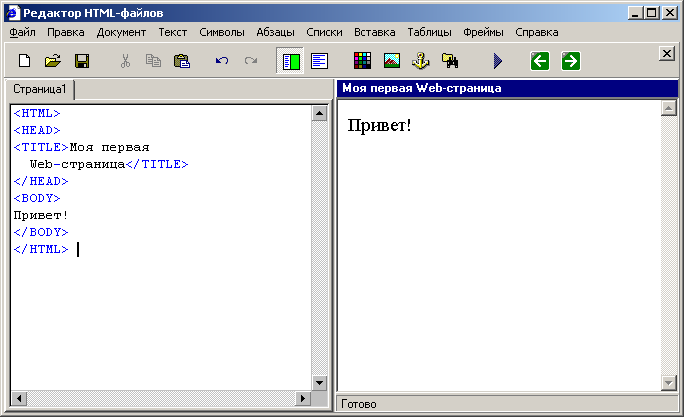 Редактор HTML-файлов
Файл Правка Документ Текст Символы Абзацы Списки Вставка Таблицы Фреймы Справка
Страница1
Моя первая Web-страница
<HTML>
<HEAD>
<TITLE>Моя первая
Web-страница</TITLE>
</HEAD>
<BODY>
Привет!
</BODY>
</HTML>
Привет!
Готово